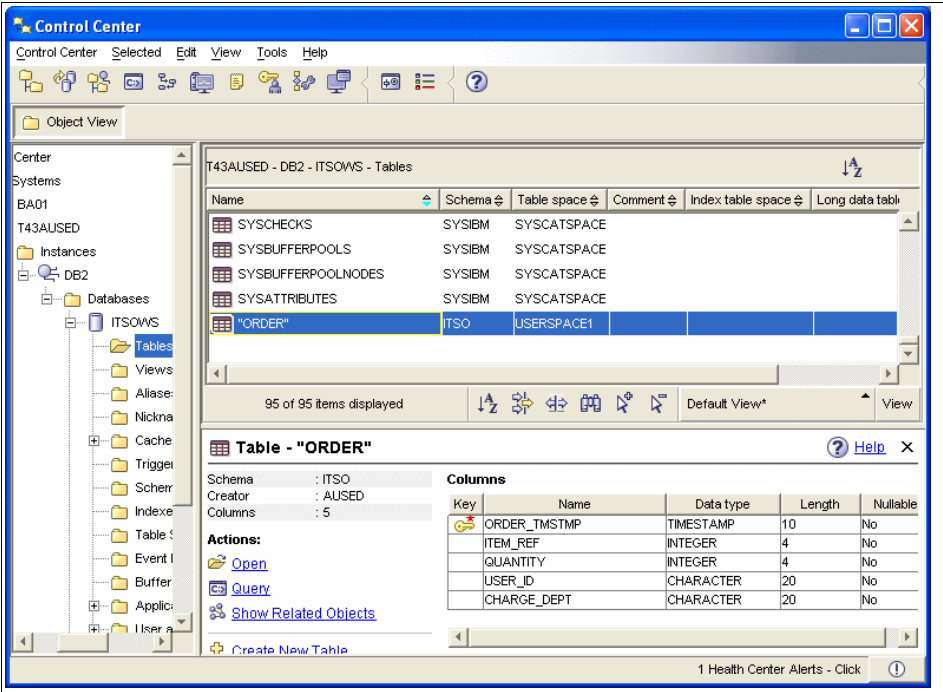 Control Center
Control Center Selected Edit View Tools Help
Object View
Center
Systems
BA01
T43AUSED
Instances
DB2
Databases
ITSOWS
Tables
Views
Aliase
Nickna
Cache
Trigger
Schem
Indexe
Table S
Event
Buffer
Applic
User a
T43AUSED - DB2 - ITSOWS - Tables
Name Schema Table space Comment Index table space Long data tabl
SYSCHECKS SYSIBM SYSCATSPACE
SYSBUFFERPOOLS SYSIBM SYSCATSPACE
SYSBUFFERPOOLNODES SYSIBM SYSCATSPACE
SYSATTRIBUTES SYSIBM SYSCATSPACE
"ORDER" ITSO USERSPACE1
95 of 95 items displayed Default View* View
Table - "ORDER" Help
Schema : ITSO
Creator : AUSED
Columns : 5
Actions:
Open
Query
Show Related Objects
Create New Table
Columns
Key Name Data type Length Nullable
ORDER_TMSTMP TIMESTAMP 10 No
ITEM_REF INTEGER 4 No
QUANTITY INTEGER 4 No
USER_ID CHARACTER 20 No
CHARGE_DEPT CHARACTER 20 No
1 Health Center Alerts - Click